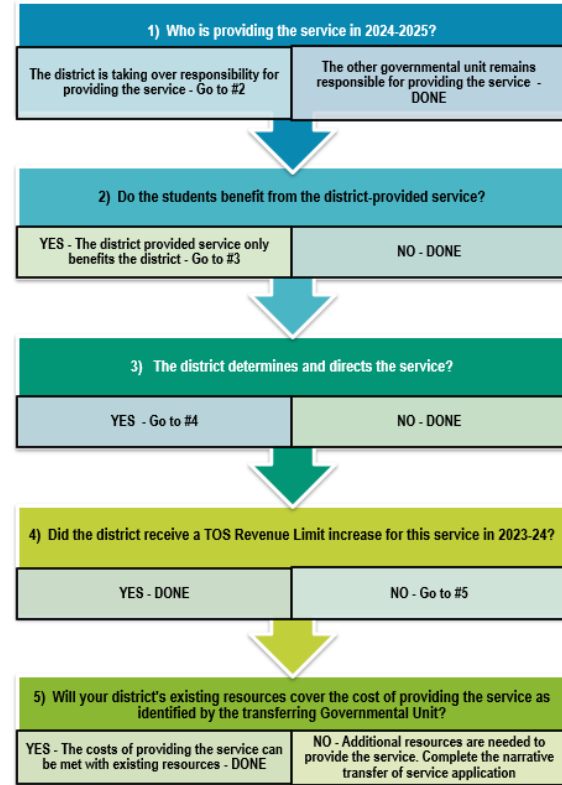 1) Who is providing the service in 2024-2025?
The district is taking over responsibility for
providing the service - Go to #2
The other governmental unit remains
responsible for providing the service -
DONE
2) Do the students benefit from the district-provided service?
YES - The district provided service only
benefits the district - Go to #3
NO - DONE
3) The district determines and directs the service?
YES - Go to #4
NO - DONE
4) Did the district receive a TOS Revenue Limit increase for this service in 2023-24?
YES - DONE
NO - Go to #5
5) Will your district's existing resources cover the cost of providing the service as
identified by the transferring Governmental Unit?
YES - The costs of providing the service can
be met with existing resources - DONE
NO - Additional resources are needed to
provide the service. Complete the narrative
transfer of service application